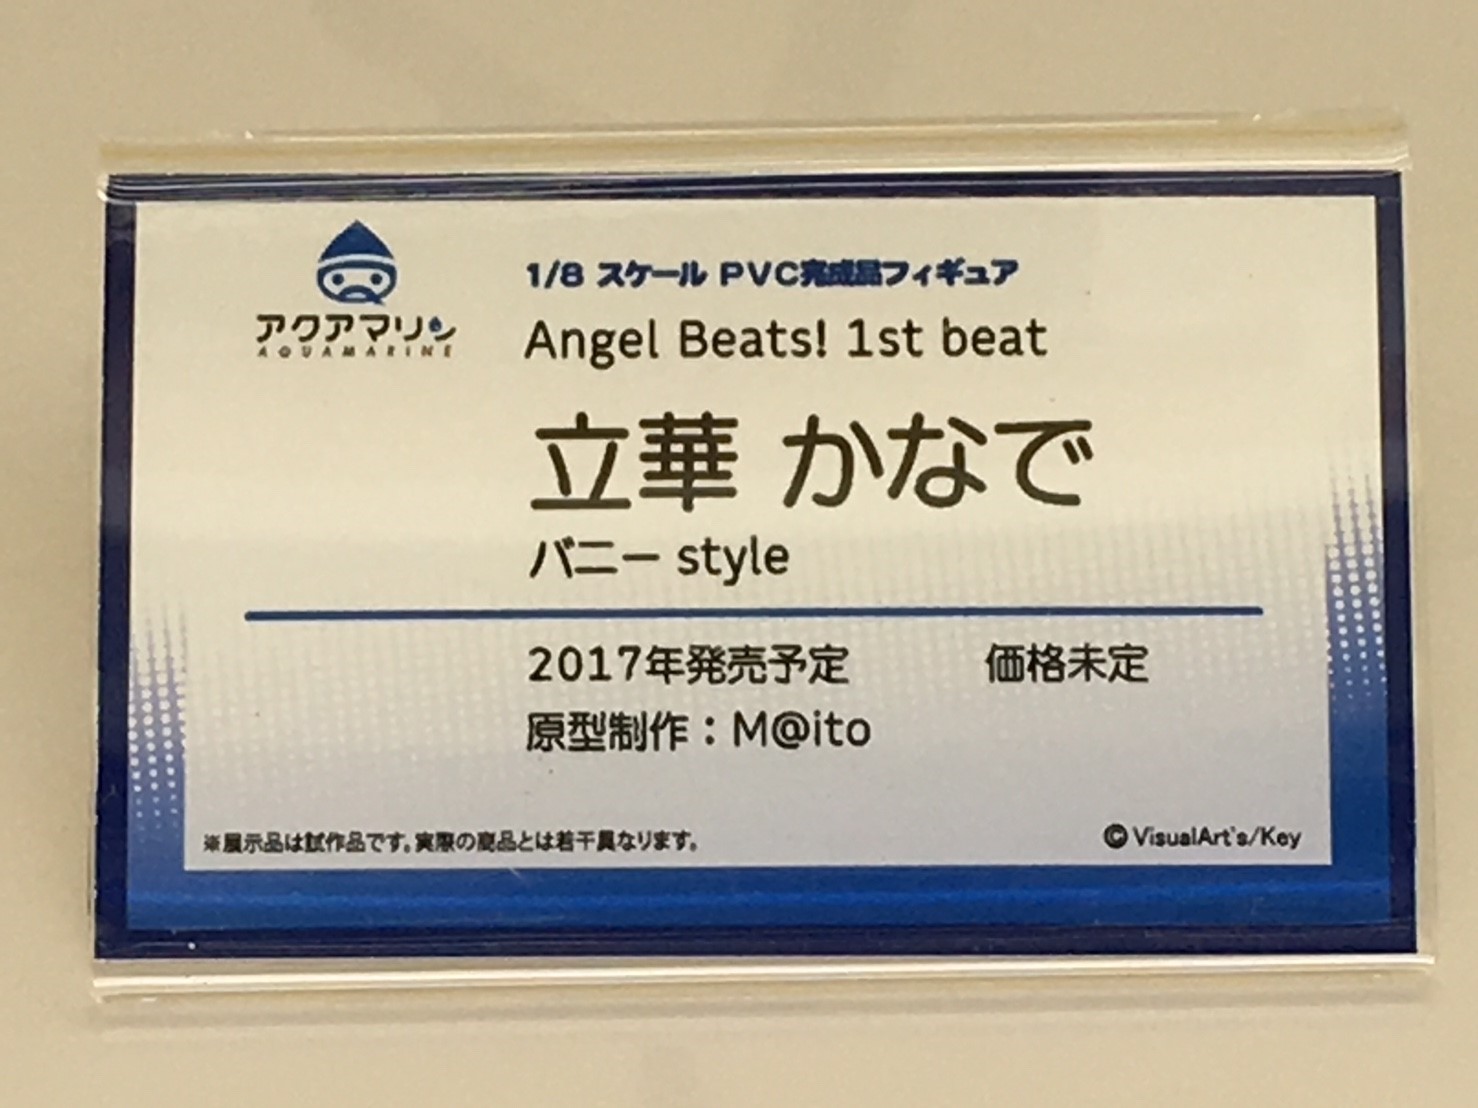 アクアマリン
AQUAMARINE
1/8 スケール PVC完成品フィギュア
Angel Beats! 1st beat
立華 かなで
バニー style
2017年発売予定 価格未定
原型制作：M@ito
※展示品は試作品です。実際の商品とは若干異なります。
© VisualArt's/Key